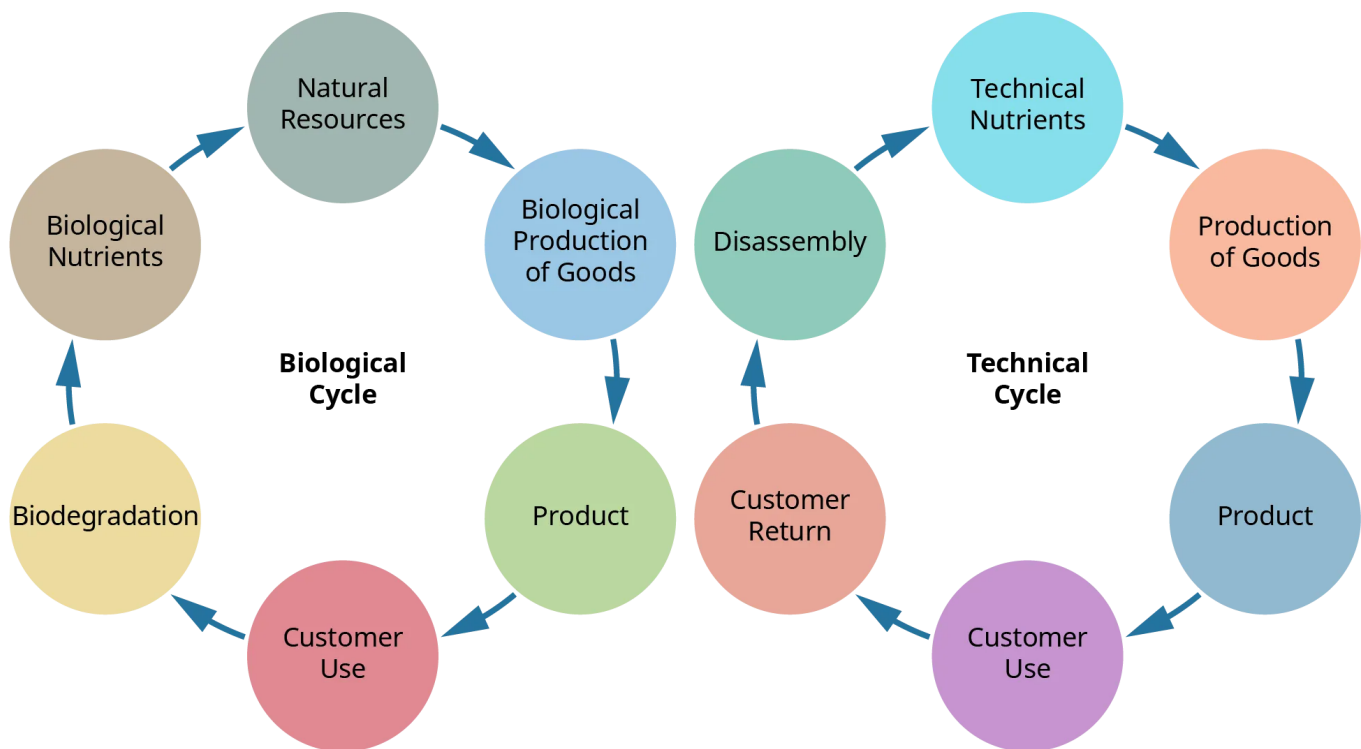 Natural
Resources
Biological
Production
of Goods
Product
Customer
Use
Biodegradation
Biological
Nutrients
Biological
Cycle
Technical
Nutrients
Production
of Goods
Product
Customer
Use
Customer
Return
Disassembly
Technical
Cycle